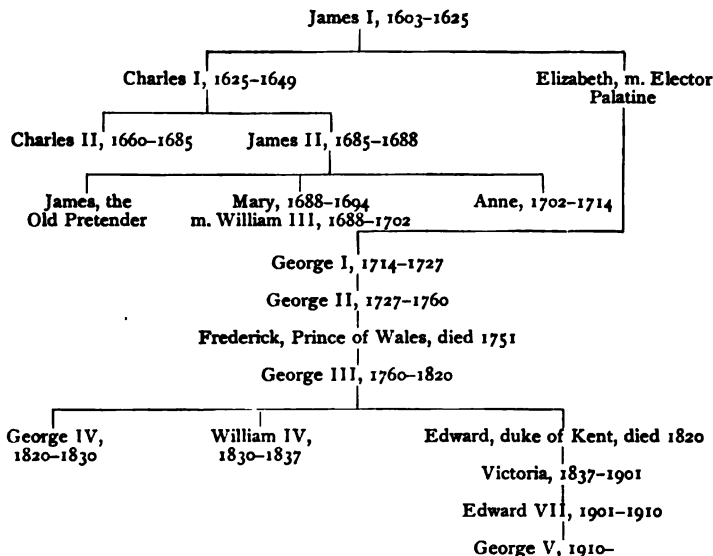 James I, 1603–1625
Charles I, 1625–1649
Elizabeth, m. Elector
Palatine
Charles II, 1660–1685
James II, 1685–1688
James, the
Old Pretender
Mary, 1688–1694
m. William III, 1688–1702
Anne, 1702–1714
George I, 1714–1727
George II, 1727–1760
Frederick, Prince of Wales, died 1751
George III, 1760–1820
George IV,
1820–1830
William IV,
1830–1837
Edward, duke of Kent, died 1820
Victoria, 1837–1901
Edward VII, 1901–1910
George V, 1910–